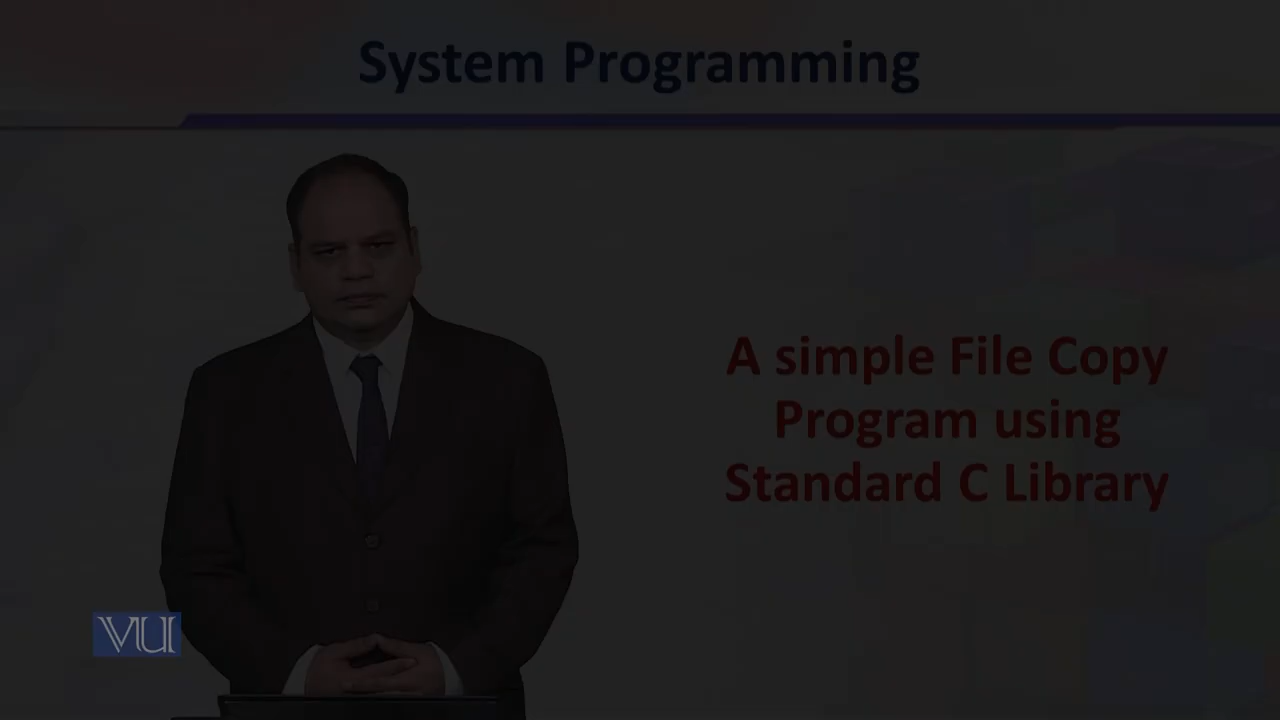 System Programming
A simple File Copy
Program using
Standard C Library
VU